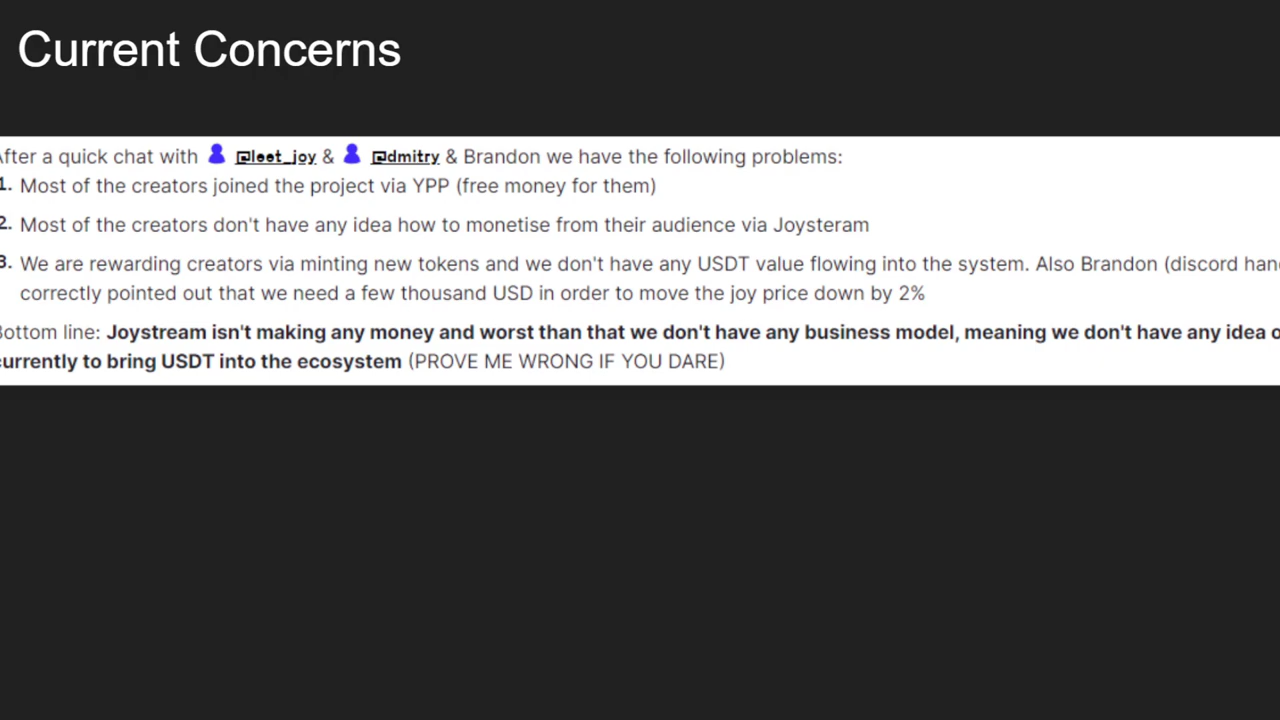 Current Concerns
After a quick chat with @leet_joy & @dmitry & Brandon we have the following problems:
1. Most of the creators joined the project via YPP (free money for them)
2. Most of the creators don't have any idea how to monetise from their audience via Joysteram
3. We are rewarding creators via minting new tokens and we don't have any USDT value flowing into the system. Also Brandon (discord han
correctly pointed out that we need a few thousand USD in order to move the joy price down by 2%
Bottom line: Joystream isn't making any money and worst than that we don't have any business model, meaning we don't have any idea
currently to bring USDT into the ecosystem (PROVE ME WRONG IF YOU DARE)